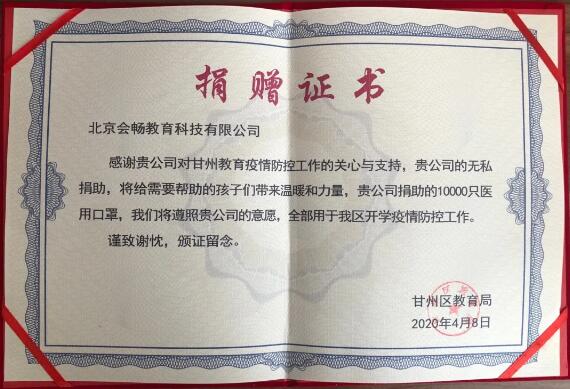 捐赠证书
北京会畅教育科技有限公司
感谢贵公司对甘州教育疫情防控工作的关心与支持，贵公司的无私
捐助，将给需要帮助的孩子们带来温暖和力量，贵公司捐助的10000只医
用口罩，我们将遵照贵公司的意愿，全部用于我区开学疫情防控工作。
谨致谢忱，颁证留念。
甘州区教育局
2020年4月8日